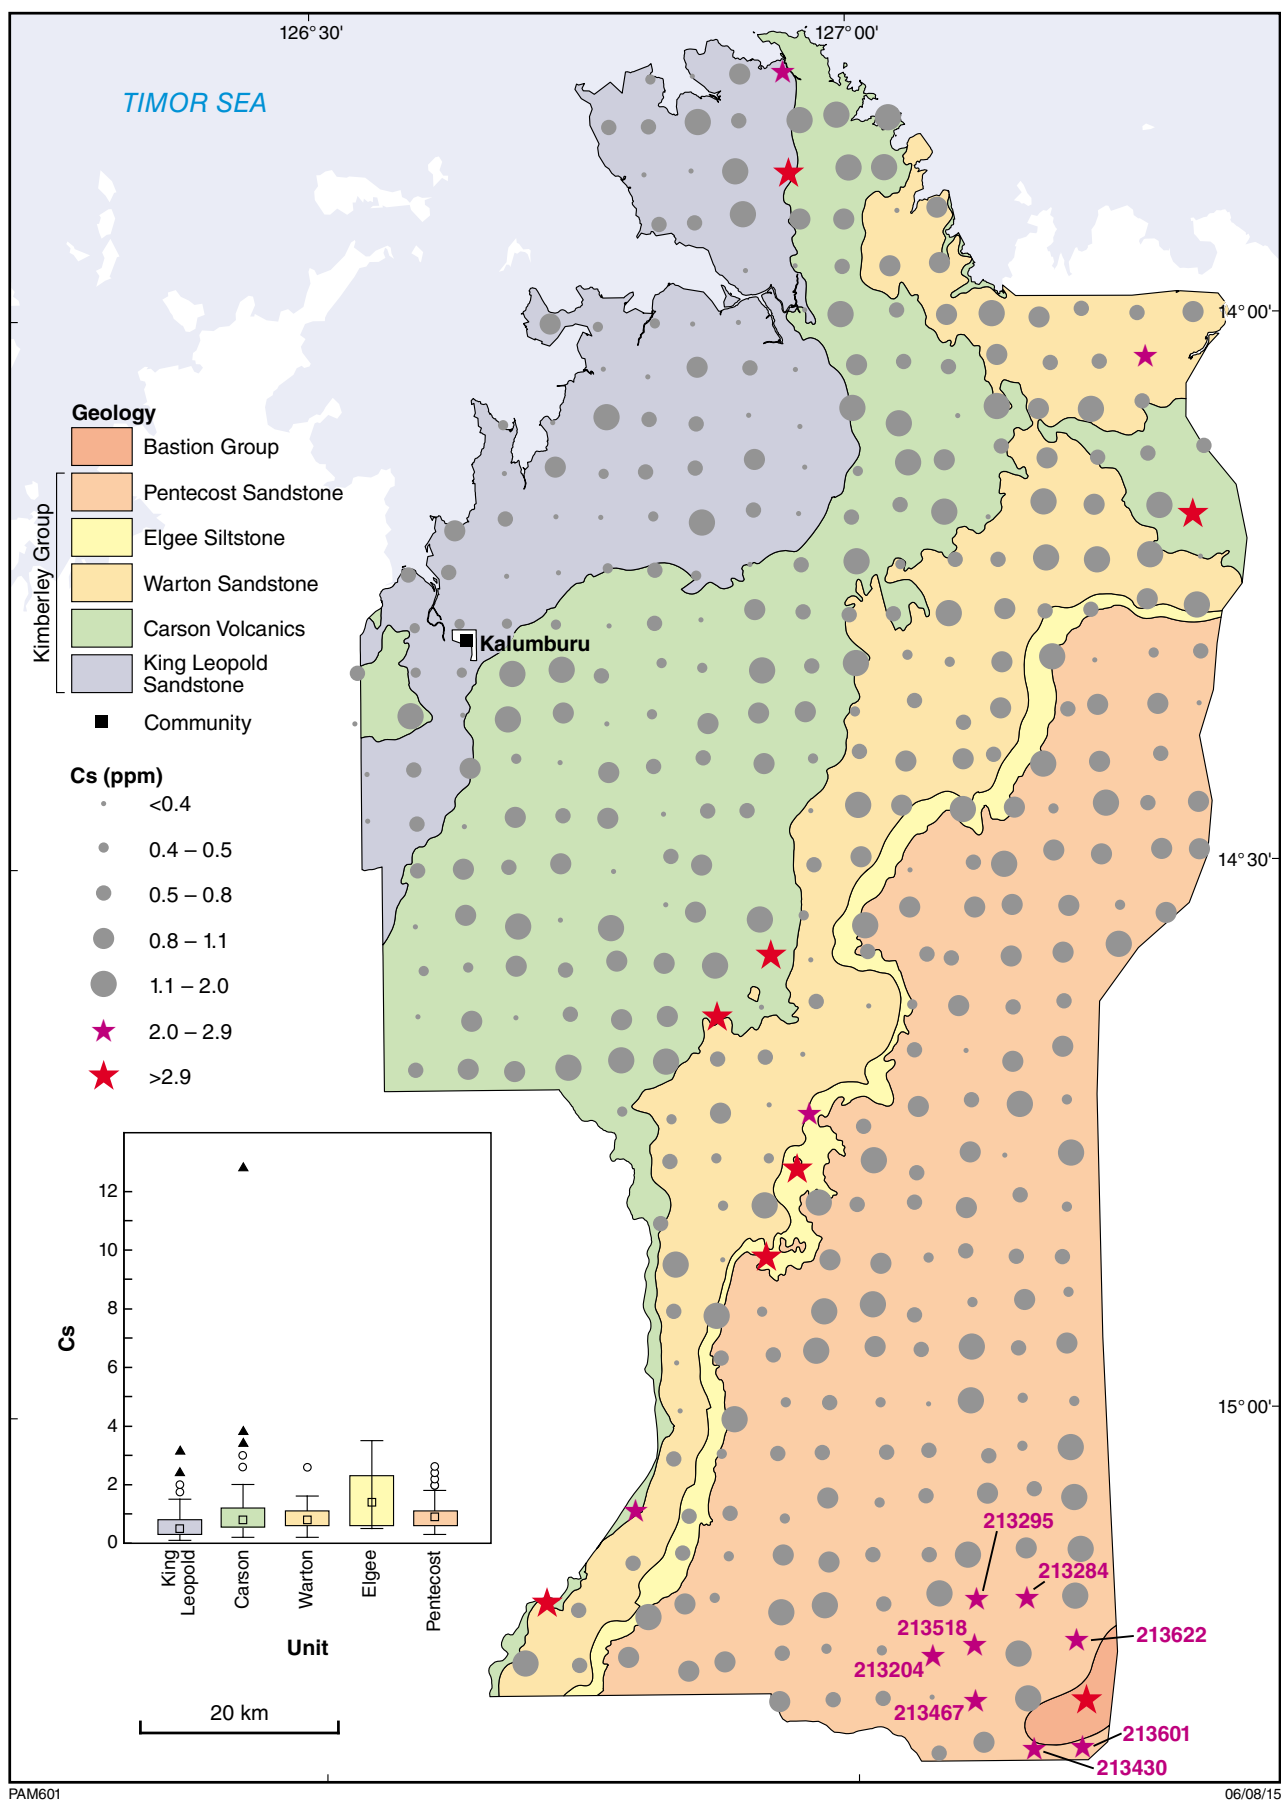 126°30'
127°00'
TIMOR SEA
14°00'
Geology
Bastion Group
Pentecost Sandstone
Elgee Siltstone
Warton Sandstone
Carson Volcanics
King Leopold
Sandstone
Kimberley Group
Community
Kalumburu
Cs (ppm)
<0.4
0.4 – 0.5
0.5 – 0.8
0.8 – 1.1
1.1 – 2.0
2.0 – 2.9
>2.9
14°30'
12
10
8
6
4
2
0
Cs
King
Leopold
Carson
Warton
Elgee
Pentecost
Unit
20 km
15°00'
213295
213284
213518
213622
213204
213467
213601
213430
PAM601
06/08/15